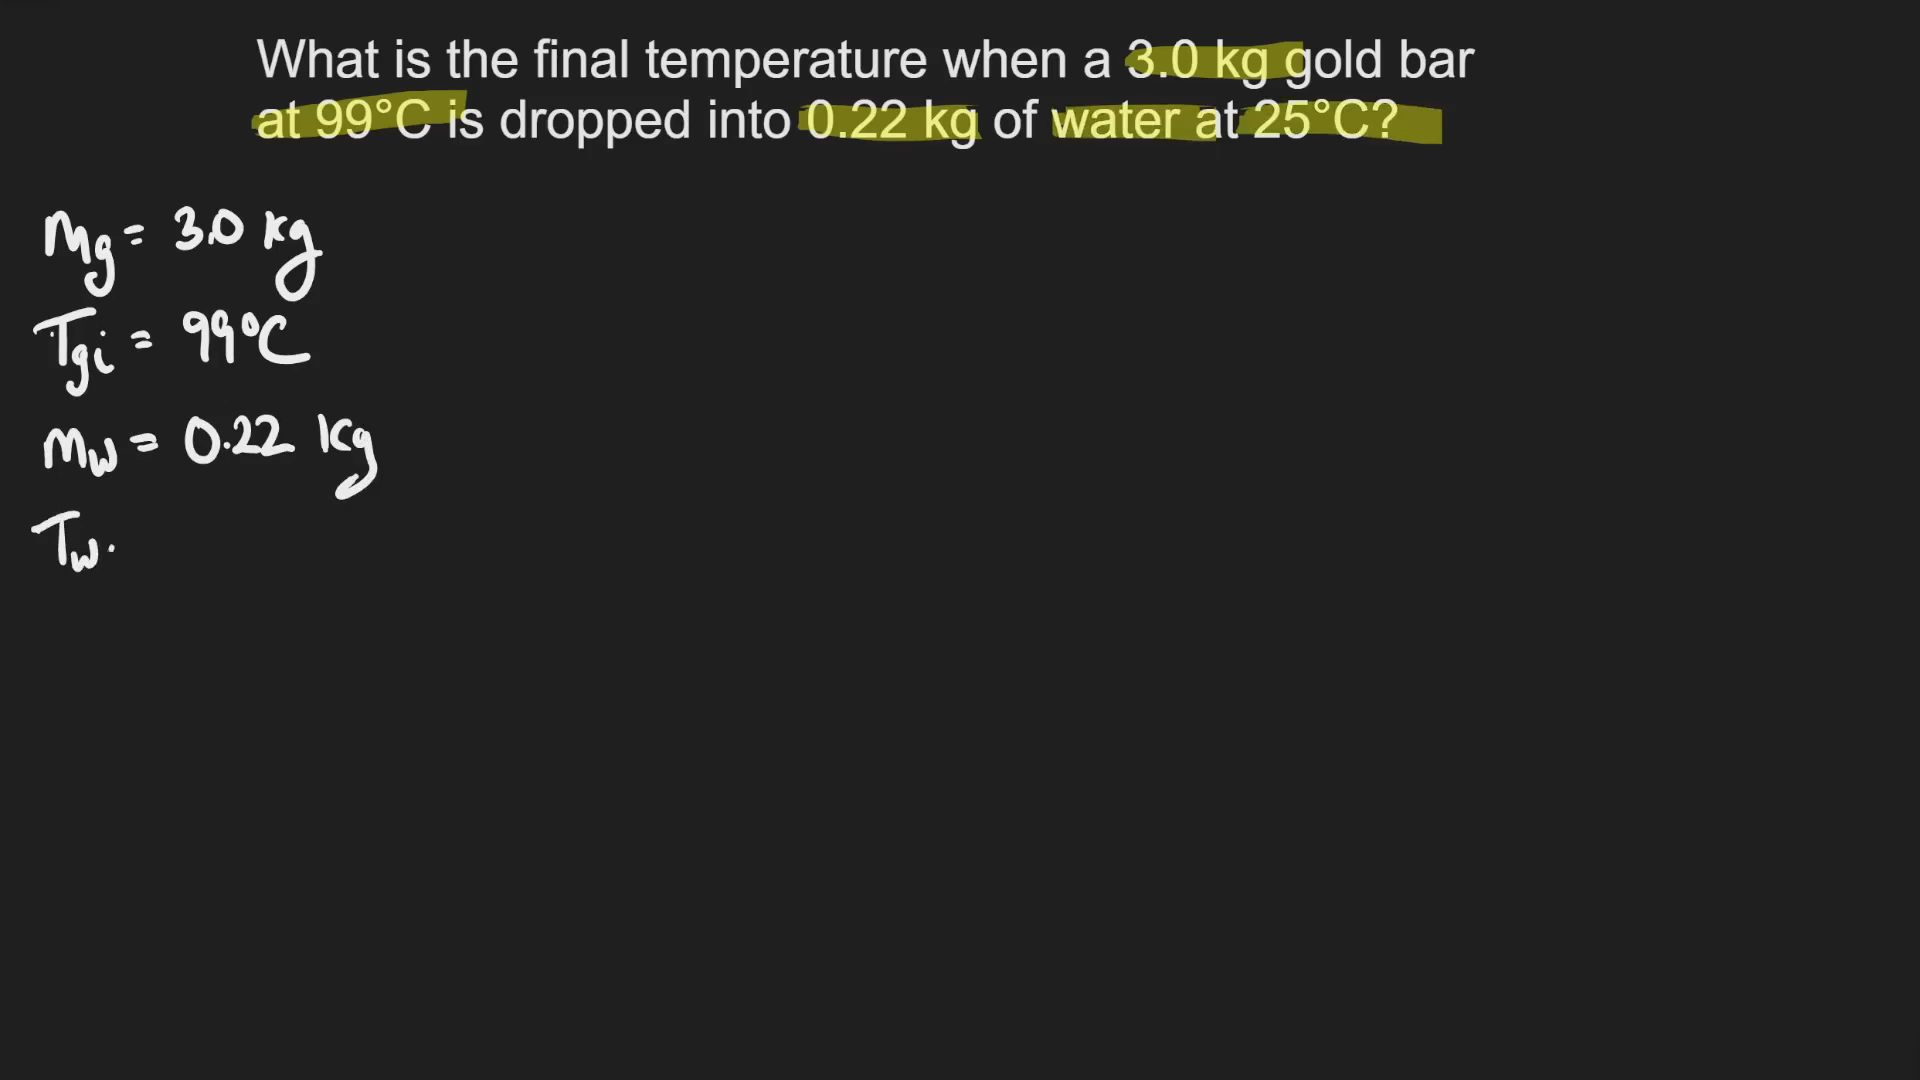 What is the final temperature when a 3.0 kg gold bar
at 99°C is dropped into 0.22 kg of water at 25°C?
mg = 3.0 kg
Tgi = 99°C
mw = 0.22 kg
Tw.